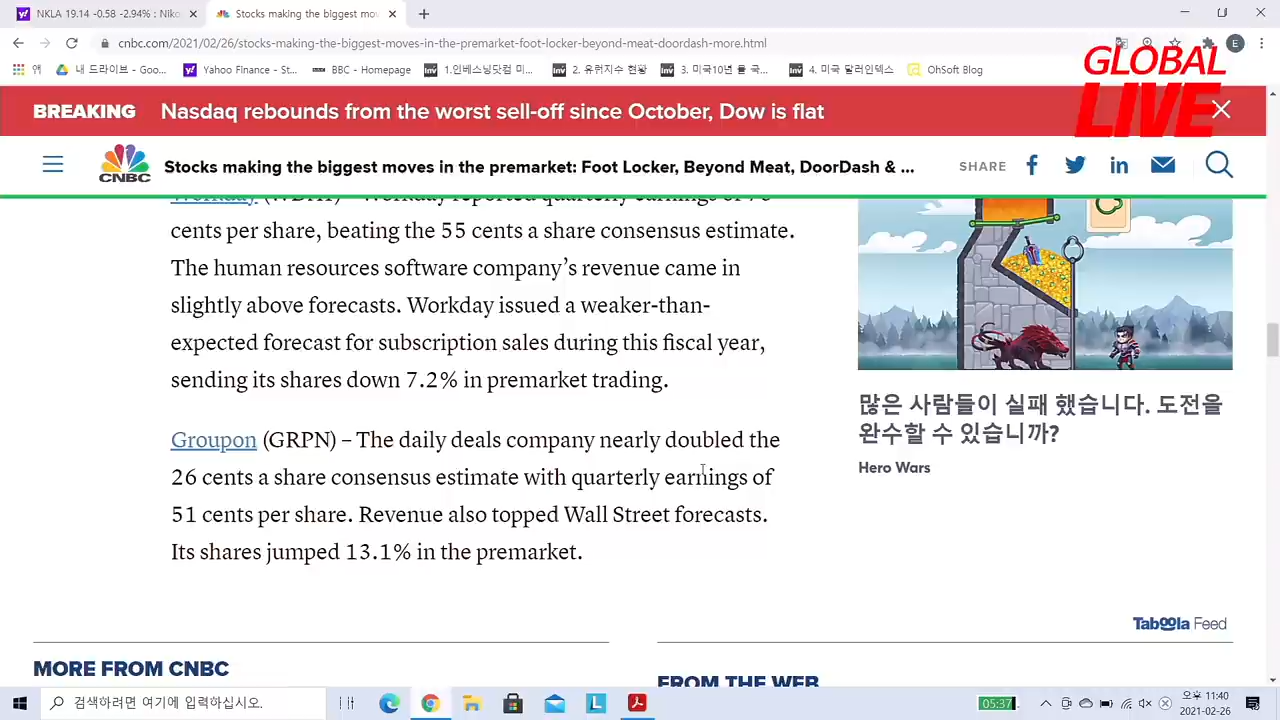 NKLA 19.14 -0.58 -2.94% : Niko
Stocks making the biggest mov
cnbc.com/2021/02/26/stocks-making-the-biggest-moves-in-the-premarket-foot-locker-beyond-meat-doordash-more.html
앱
내 드라이브 - Goo...
Yahoo Finance - St...
BBC - Homepage
1.인베스팅닷컴 미...
2. 유럽지수 현황
3. 미국10년 물 국...
4. 미국 달러인덱스
OhSoft Blog
GLOBAL
LIVE
BREAKING
Nasdaq rebounds from the worst sell-off since October, Dow is flat
CNBC
Stocks making the biggest moves in the premarket: Foot Locker, Beyond Meat, DoorDash & ...
SHARE
Workday (WDAY) – Workday reported quarterly earnings of 73
cents per share, beating the 55 cents a share consensus estimate.
The human resources software company's revenue came in
slightly above forecasts. Workday issued a weaker-than-
expected forecast for subscription sales during this fiscal year,
sending its shares down 7.2% in premarket trading.
Groupon (GRPN) – The daily deals company nearly doubled the
26 cents a share consensus estimate with quarterly earnings of
51 cents per share. Revenue also topped Wall Street forecasts.
Its shares jumped 13.1% in the premarket.
많은 사람들이 실패 했습니다. 도전을
완수할 수 있습니까?
Hero Wars
Taboola Feed
MORE FROM CNBC
FROM THE WEB
검색하려면 여기에 입력하십시오.
05:37
오후 11:40
2021-02-26